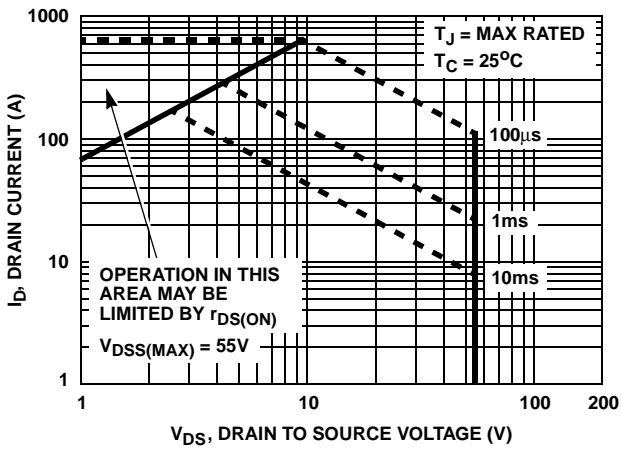 1000
100
10
1
I_D, DRAIN CURRENT (A)
T_J = MAX RATED
T_C = 25°C
100μs
1ms
10ms
OPERATION IN THIS
AREA MAY BE
LIMITED BY r_DS(ON)
V_DSS(MAX) = 55V
1
10
100
200
V_DS, DRAIN TO SOURCE VOLTAGE (V)